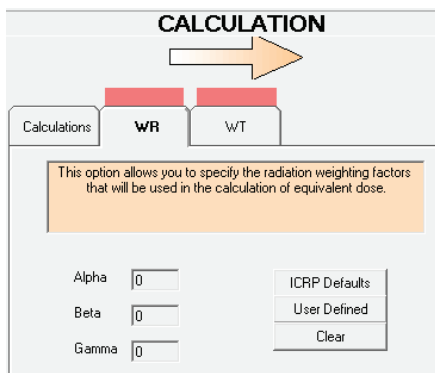 CALCULATION
Calculations WR WT
This option allows you to specify the radiation weighting factors
that will be used in the calculation of equivalent dose.
Alpha 0 ICRP Defaults
Beta 0 User Defined
Gamma 0 Clear